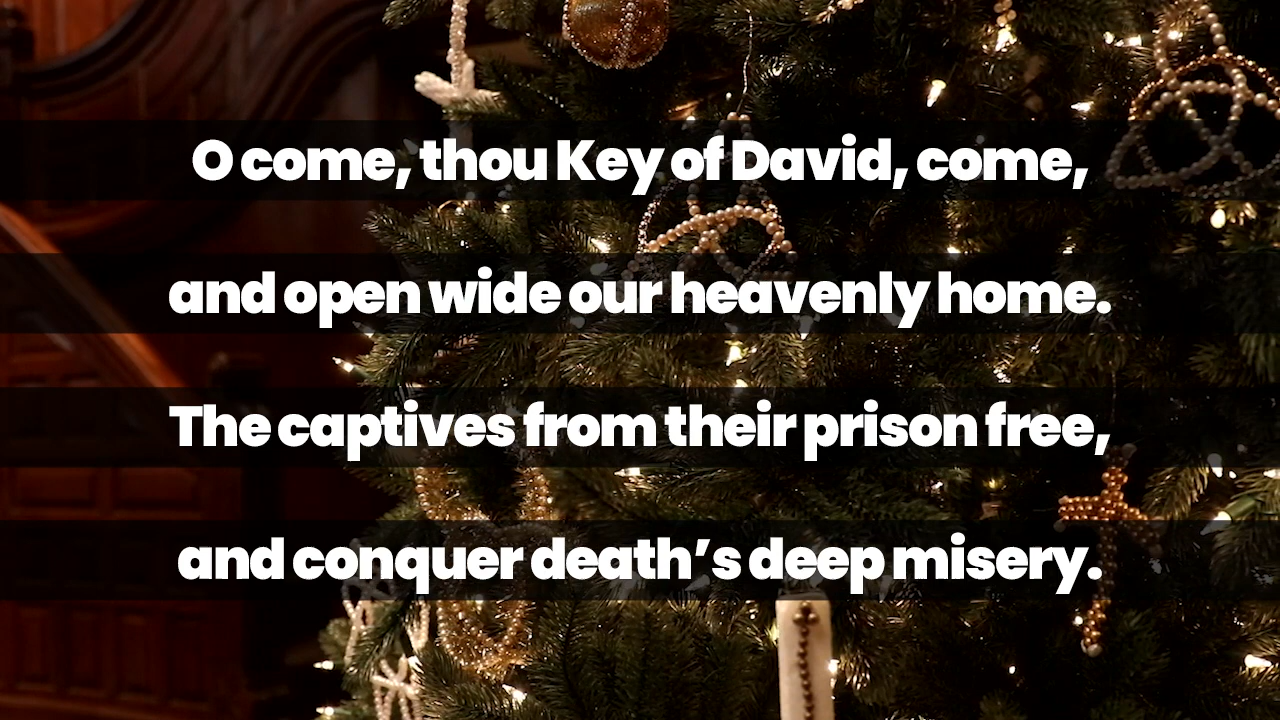 O come, thou Key of David, come,
and open wide our heavenly home.
The captives from their prison free,
and conquer death’s deep misery.